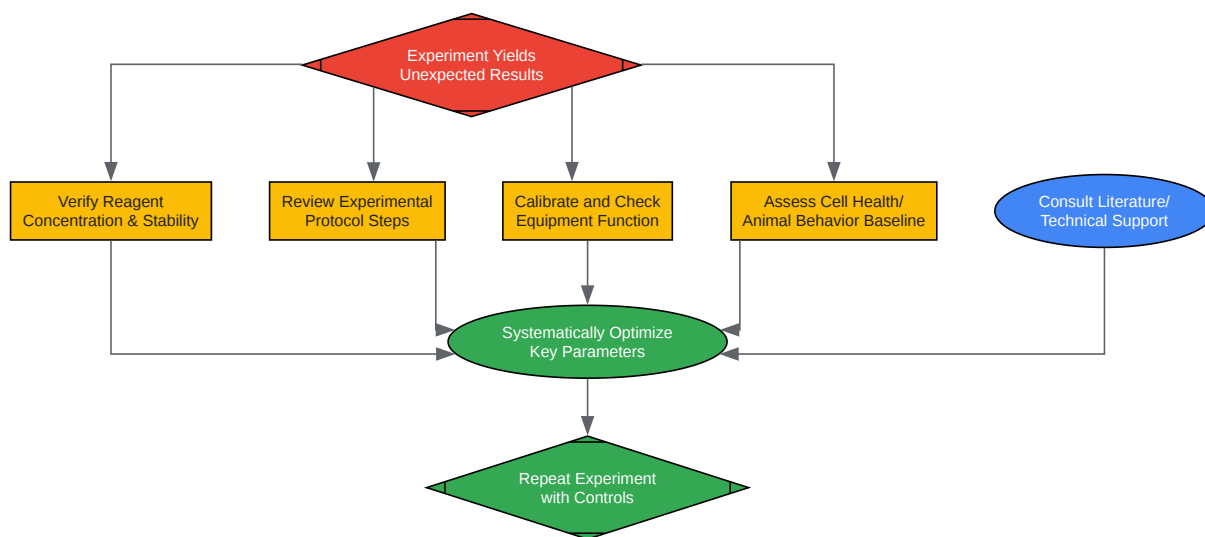 Experiment Yields
Unexpected Results
Verify Reagent
Concentration & Stability
Review Experimental
Protocol Steps
Calibrate and Check
Equipment Function
Assess Cell Health/
Animal Behavior Baseline
Consult Literature/
Technical Support
Systematically Optimize
Key Parameters
Repeat Experiment
with Controls